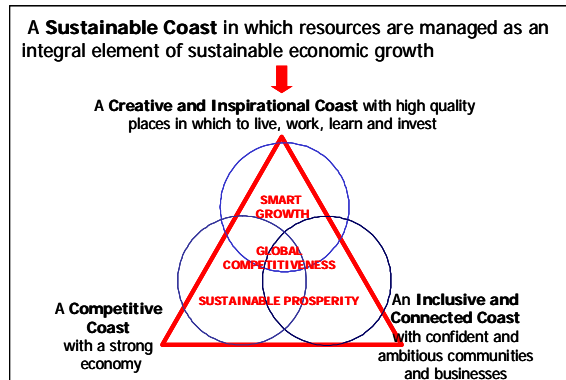 A Sustainable Coast in which resources are managed as an
integral element of sustainable economic growth
A Creative and Inspirational Coast with high quality
places in which to live, work, learn and invest
SMART
GROWTH
GLOBAL
COMPETITIVENESS
SUSTAINABLE PROSPERITY
A Competitive
Coast
with a strong
economy
An Inclusive and
Connected Coast
with confident and
ambitious communities
and businesses